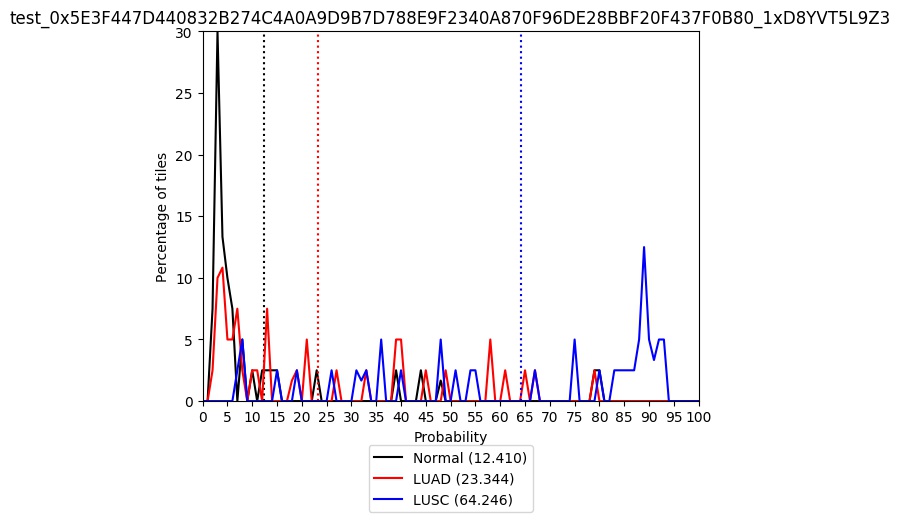 test_0x5E3F447D440832B274C4A0A9D9B7D788E9F2340A870F96DE28BBF20F437F0B80_1xD8YVT5L9Z3
30
25
20
15
10
5
0
Percentage of tiles
0 5 10 15 20 25 30 35 40 45 50 55 60 65 70 75 80 85 90 95 100
Probability
Normal (12.410)
LUAD (23.344)
LUSC (64.246)